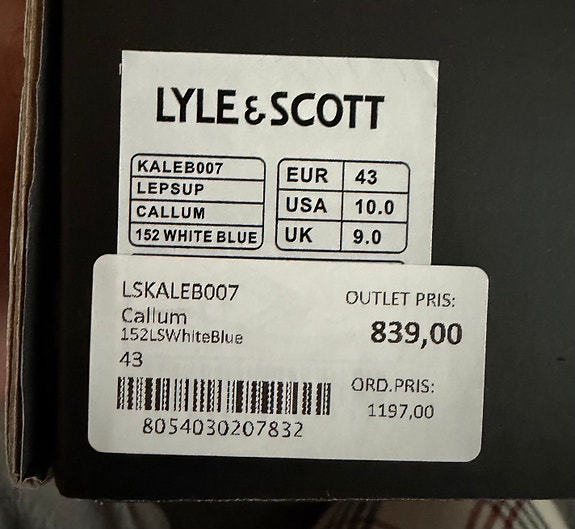 LYLE & SCOTT
KALEB007
LEPSUP
CALLUM
152 WHITE BLUE
EUR 43
USA 10.0
UK 9.0
LSKALEB007
Callum
152LSWhiteBlue
43
8054030207832
OUTLET PRIS:
839,00
ORD.PRIS:
1197,00